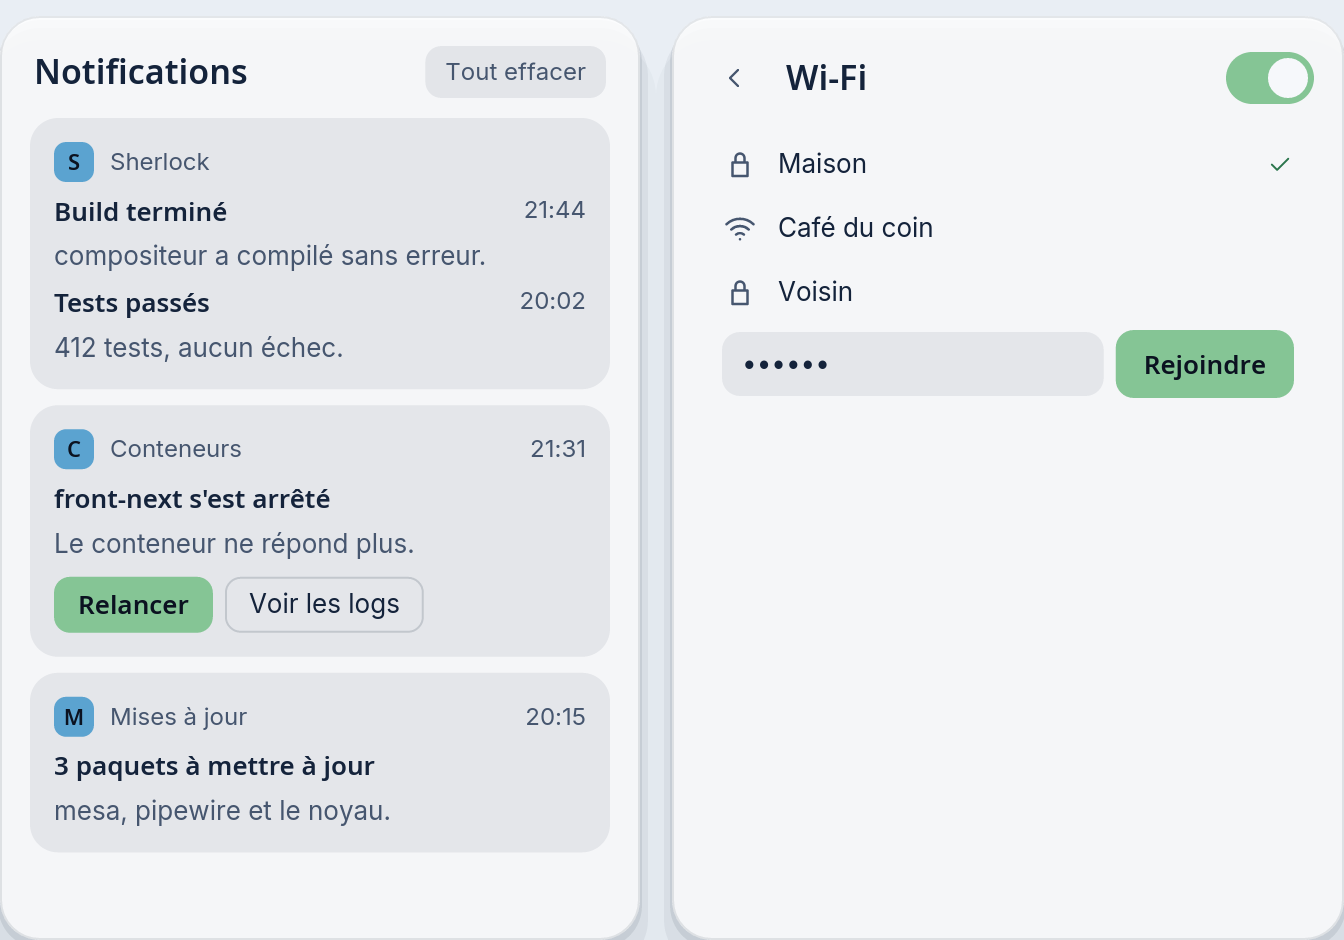 Notifications
Tout effacer
S Sherlock
Build terminé 21:44
compositeur a compilé sans erreur.
Tests passés 20:02
412 tests, aucun échec.
C Conteneurs 21:31
front-next s'est arrêté
Le conteneur ne répond plus.
Relancer Voir les logs
M Mises à jour 20:15
3 paquets à mettre à jour
mesa, pipewire et le noyau.
Wi-Fi
Maison
Café du coin
Voisin
•••••• Rejoindre